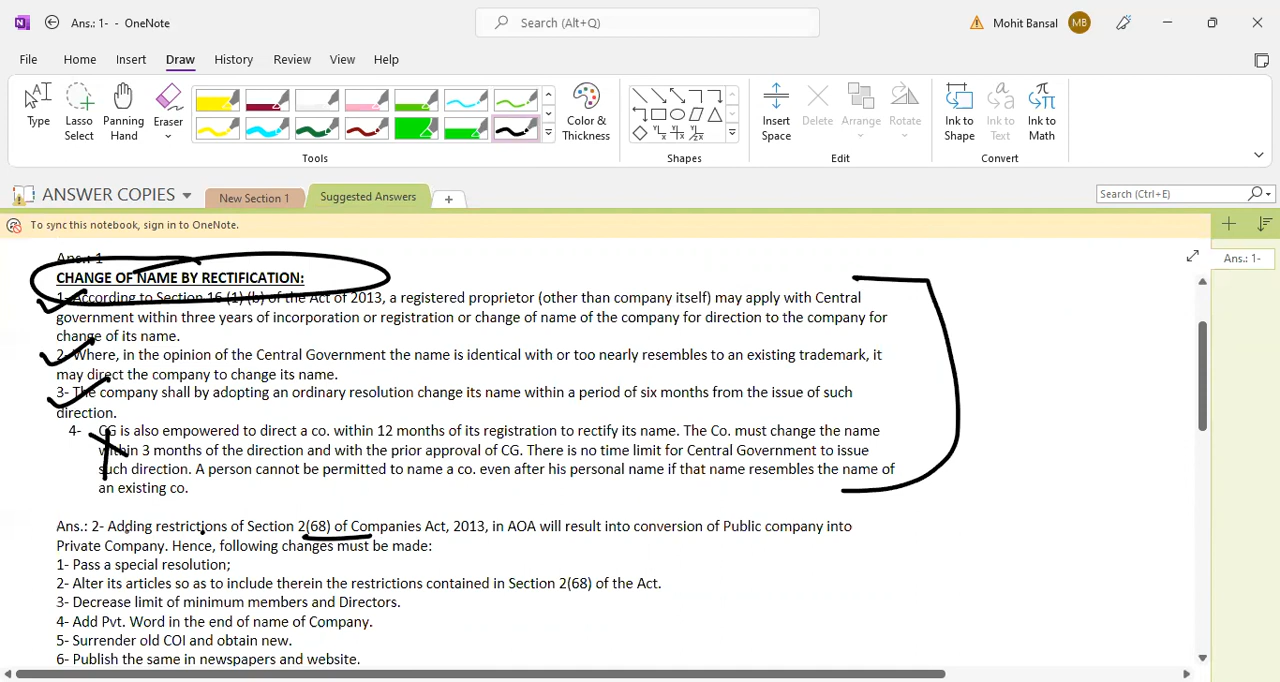 Ans.: 1- - OneNote
Search (Alt+Q)
Mohit Bansal
MB
File Home Insert Draw History Review View Help
Type
Lasso Select
Panning Hand
Eraser
Color & Thickness
Insert Space
Delete
Arrange
Rotate
Ink to Shape
Ink to Text
Ink to Math
Tools
Shapes
Edit
Convert
ANSWER COPIES
New Section 1
Suggested Answers
Search (Ctrl+E)
To sync this notebook, sign in to OneNote.
Ans.: 1-
Ans.: 1
CHANGE OF NAME BY RECTIFICATION:
1- According to Section 16 (1) (b) of the Act of 2013, a registered proprietor (other than company itself) may apply with Central
government within three years of incorporation or registration or change of name of the company for direction to the company for
change of its name.
2- Where, in the opinion of the Central Government the name is identical with or too nearly resembles to an existing trademark, it
may direct the company to change its name.
3- The company shall by adopting an ordinary resolution change its name within a period of six months from the issue of such
direction.
4- CG is also empowered to direct a co. within 12 months of its registration to rectify its name. The Co. must change the name
within 3 months of the direction and with the prior approval of CG. There is no time limit for Central Government to issue
such direction. A person cannot be permitted to name a co. even after his personal name if that name resembles the name of
an existing co.
Ans.: 2- Adding restrictions of Section 2(68) of Companies Act, 2013, in AOA will result into conversion of Public company into
Private Company. Hence, following changes must be made:
1- Pass a special resolution;
2- Alter its articles so as to include therein the restrictions contained in Section 2(68) of the Act.
3- Decrease limit of minimum members and Directors.
4- Add Pvt. Word in the end of name of Company.
5- Surrender old COI and obtain new.
6- Publish the same in newspapers and website.